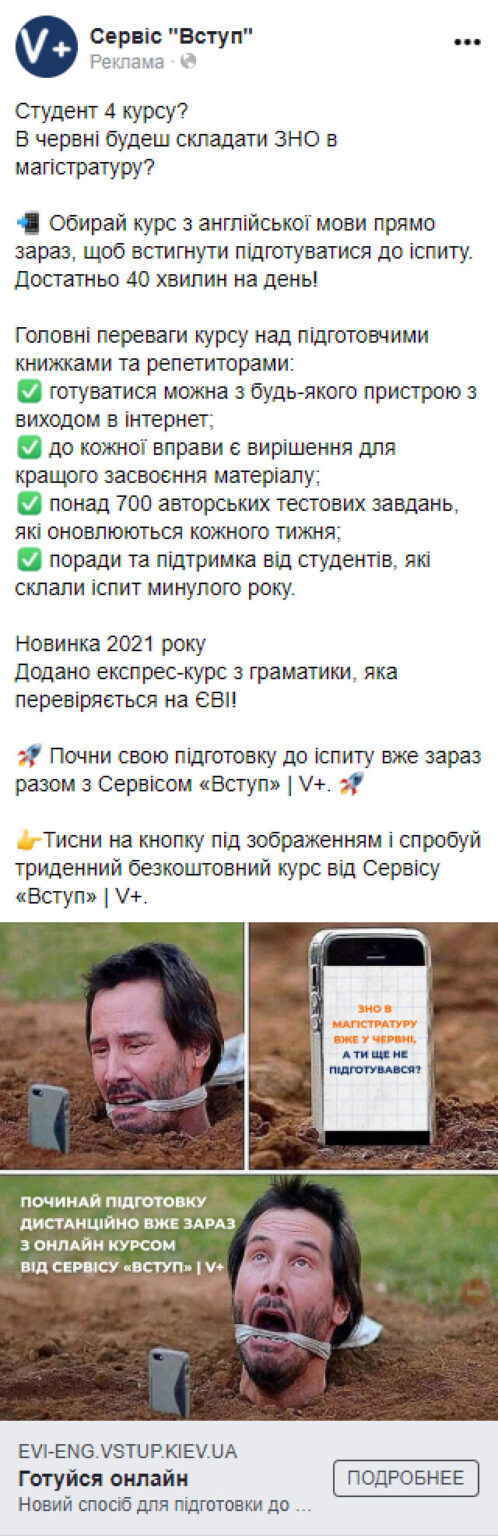 V+
Сервіс "Вступ"
Реклама ·
Студент 4 курсу?
В червні будеш складати ЗНО в
магістратуру?
📲 Обирай курс з англійської мови прямо
зараз, щоб встигнути підготуватися до іспиту.
Достатньо 40 хвилин на день!
Головні переваги курсу над підготовчими
книжками та репетиторами:
✅ готуватися можна з будь-якого пристрою з
виходом в інтернет;
✅ до кожної вправи є вирішення для
кращого засвоєння матеріалу;
✅ понад 700 авторських тестових завдань,
які оновлюються кожного тижня;
✅ поради та підтримка від студентів, які
склали іспит минулого року.
Новинка 2021 року
Додано експрес-курс з граматики, яка
перевіряється на ЄВІ!
🚀 Почни свою підготовку до іспиту вже зараз
разом з Сервісом «Вступ» | V+. 🚀
👉Тисни на кнопку під зображенням і спробуй
триденний безкоштовний курс від Сервісу
«Вступ» | V+.
ЗНО В
МАГІСТРАТУРУ
ВЖЕ У ЧЕРВНІ,
А ТИ ЩЕ НЕ
ПІДГОТУВАВСЯ?
ПОЧИНАЙ ПІДГОТОВКУ
ДИСТАНЦІЙНО ВЖЕ ЗАРАЗ
З ОНЛАЙН КУРСОМ
ВІД СЕРВІСУ «ВСТУП» | V+
EVI-ENG.VSTUP.KIEV.UA
Готуйся онлайн
Новий спосіб для підготовки до ...
ПОДРОБНЕЕ